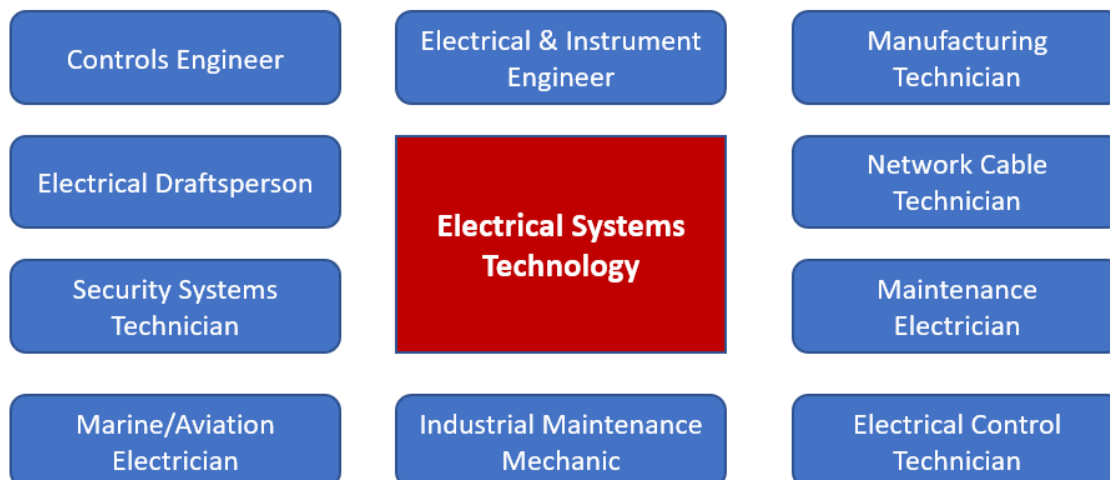 Controls Engineer
Electrical & Instrument
Engineer
Manufacturing
Technician
Electrical Draftsperson
Electrical Systems
Technology
Network Cable
Technician
Security Systems
Technician
Maintenance
Electrician
Marine/Aviation
Electrician
Industrial Maintenance
Mechanic
Electrical Control
Technician